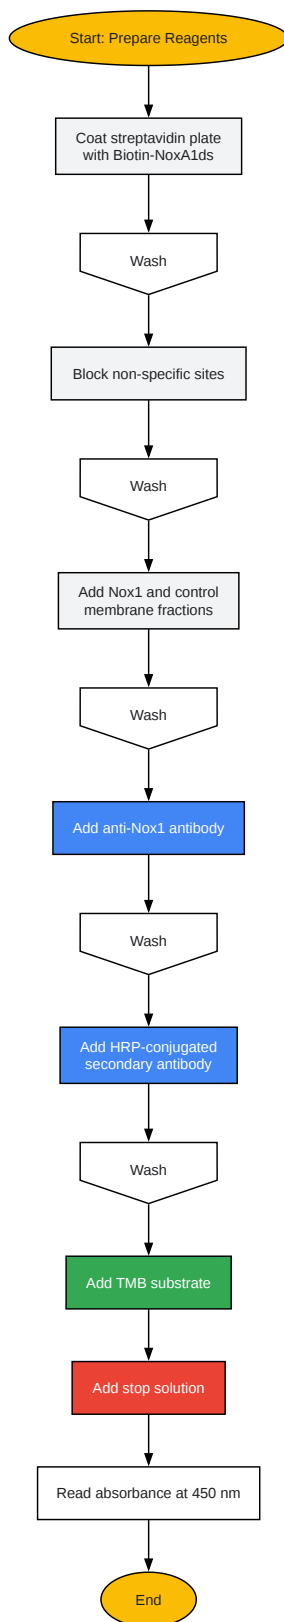 Start: Prepare Reagents
Coat streptavidin plate
with Biotin-NoxA1ds
Wash
Block non-specific sites
Wash
Add Nox1 and control
membrane fractions
Wash
Add anti-Nox1 antibody
Wash
Add HRP-conjugated
secondary antibody
Wash
Add TMB substrate
Add stop solution
Read absorbance at 450 nm
End